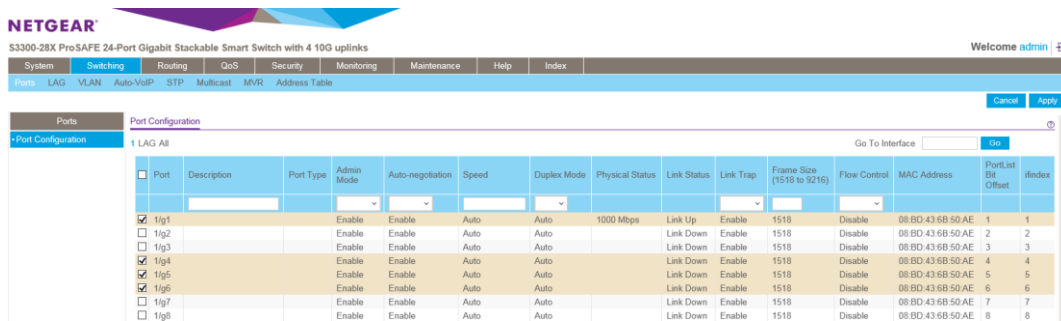 NETGEAR®
S3300-28X ProSAFE 24-Port Gigabit Stackable Smart Switch with 4 10G uplinks
Welcome admin
System Switching Routing QoS Security Monitoring Maintenance Help Index
Ports LAG VLAN Auto-VoIP STP Multicast MVR Address Table
Cancel Apply
Ports Port Configuration
Port Configuration 1 LAG All Go To Interface Go
Port Description Port Type Admin Mode Auto-negotiation Speed Duplex Mode Physical Status Link Status Link Trap Frame Size (1518 to 9216) Flow Control MAC Address PortList Bit Offset ifindex
1/g1 Enable Enable Auto Auto 1000 Mbps Link Up Enable 1518 Disable 08:BD:43:6B:50:AE 1 1
1/g2 Enable Enable Auto Auto Link Down Enable 1518 Disable 08:BD:43:6B:50:AE 2 2
1/g3 Enable Enable Auto Auto Link Down Enable 1518 Disable 08:BD:43:6B:50:AE 3 3
1/g4 Enable Enable Auto Auto Link Down Enable 1518 Disable 08:BD:43:6B:50:AE 4 4
1/g5 Enable Enable Auto Auto Link Down Enable 1518 Disable 08:BD:43:6B:50:AE 5 5
1/g6 Enable Enable Auto Auto Link Down Enable 1518 Disable 08:BD:43:6B:50:AE 6 6
1/g7 Enable Enable Auto Auto Link Down Enable 1518 Disable 08:BD:43:6B:50:AE 7 7
1/g8 Enable Enable Auto Auto Link Down Enable 1518 Disable 08:BD:43:6B:50:AE 8 8